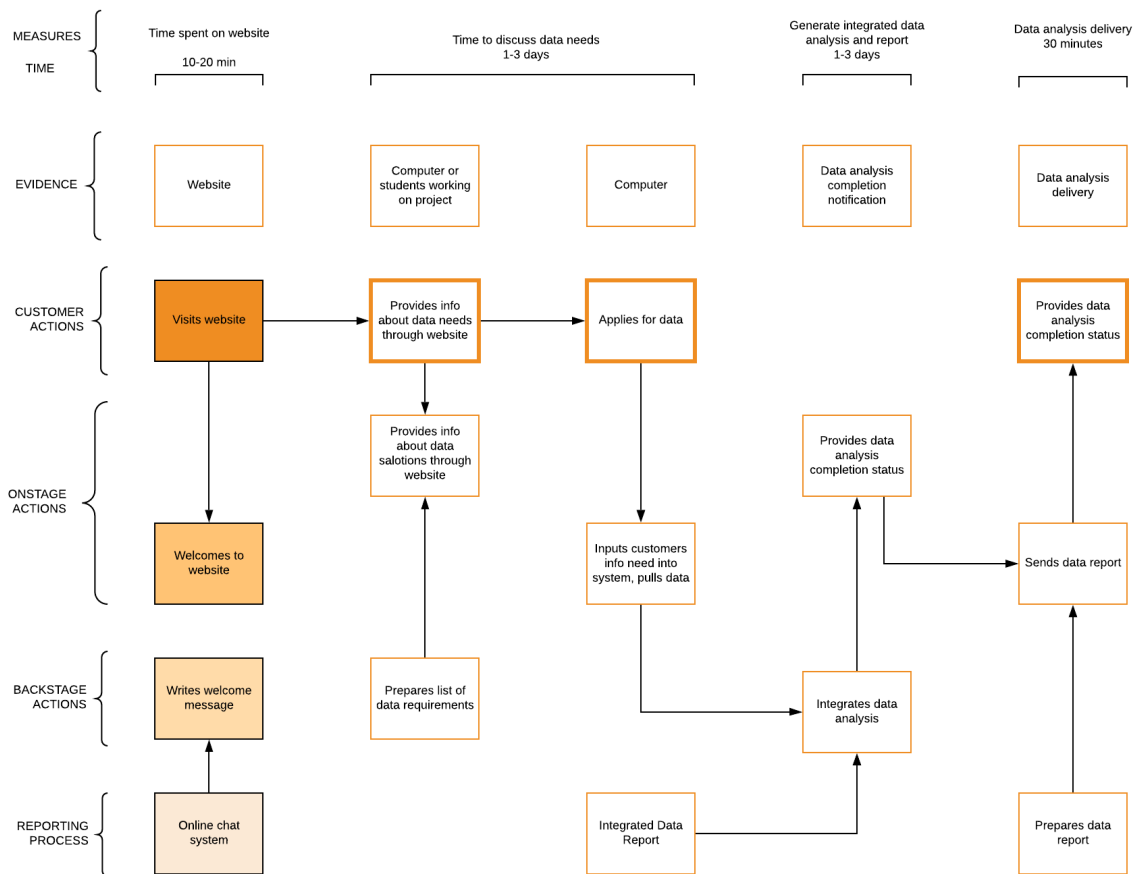 MEASURES
TIME
Time spent on website
10-20 min
Time to discuss data needs
1-3 days
Generate integrated data
analysis and report
1-3 days
Data analysis delivery
30 minutes
EVIDENCE
Website
Computer or
students working
on project
Computer
Data analysis
completion
notification
Data analysis
delivery
CUSTOMER
ACTIONS
Visits website
Provides info
about data needs
through website
Applies for data
Provides data
analysis
completion status
ONSTAGE
ACTIONS
Provides info
about data
salotions through
website
Provides data
analysis
completion status
Welcomes to
website
Inputs customers
info need into
system, pulls data
Sends data report
BACKSTAGE
ACTIONS
Writes welcome
message
Prepares list of
data requirements
Integrates data
analysis
REPORTING
PROCESS
Online chat
system
Integrated Data
Report
Prepares data
report